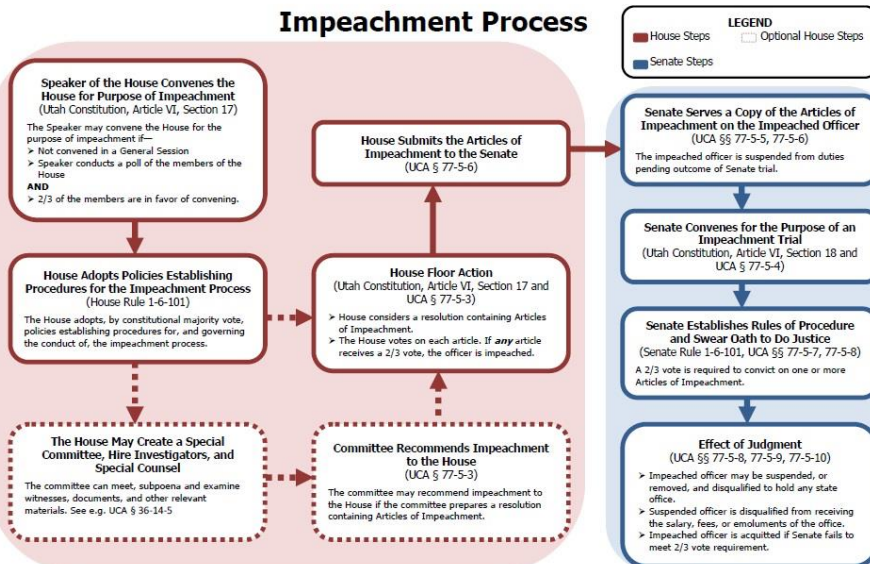 Impeachment Process
LEGEND
House Steps
Optional House Steps
Senate Steps
Speaker of the House Convenes the
House for Purpose of Impeachment
(Utah Constitution, Article VI, Section 17)
The Speaker may convene the House for the
purpose of impeachment if—
➢ Not convened in a General Session
➢ Speaker conducts a poll of the members of the
House
AND
➢ 2/3 of the members are in favor of convening.
House Adopts Policies Establishing
Procedures for the Impeachment Process
(House Rule 1-6-101)
The House adopts, by constitutional majority vote,
policies establishing procedures for, and governing
the conduct of, the impeachment process.
The House May Create a Special
Committee, Hire Investigators, and
Special Counsel
The committee can meet, subpoena and examine
witnesses, documents, and other relevant
materials. See e.g. UCA § 36-14-5
Committee Recommends Impeachment
to the House
(UCA § 77-5-3)
The committee may recommend impeachment to
the House if the committee prepares a resolution
containing Articles of Impeachment.
House Floor Action
(Utah Constitution, Article VI, Section 17 and
UCA § 77-5-3)
➢ House considers a resolution containing Articles
of Impeachment.
➢ The House votes on each article. If any article
receives a 2/3 vote, the officer is impeached.
House Submits the Articles of
Impeachment to the Senate
(UCA § 77-5-6)
Senate Serves a Copy of the Articles of
Impeachment on the Impeached Officer
(UCA §§ 77-5-5, 77-5-6)
The impeached officer is suspended from duties
pending outcome of Senate trial.
Senate Convenes for the Purpose of an
Impeachment Trial
(Utah Constitution, Article VI, Section 18 and
UCA § 77-5-4)
Senate Establishes Rules of Procedure
and Swear Oath to Do Justice
(Senate Rule 1-6-101, UCA §§ 77-5-7, 77-5-8)
A 2/3 vote is required to convict on one or more
Articles of Impeachment.
Effect of Judgment
(UCA §§ 77-5-8, 77-5-9, 77-5-10)
➢ Impeached officer may be suspended, or
removed, and disqualified to hold any state
office.
➢ Suspended officer is disqualified from receiving
the salary, fees, or emoluments of the office.
➢ Impeached officer is acquitted if Senate fails to
meet 2/3 vote requirement.